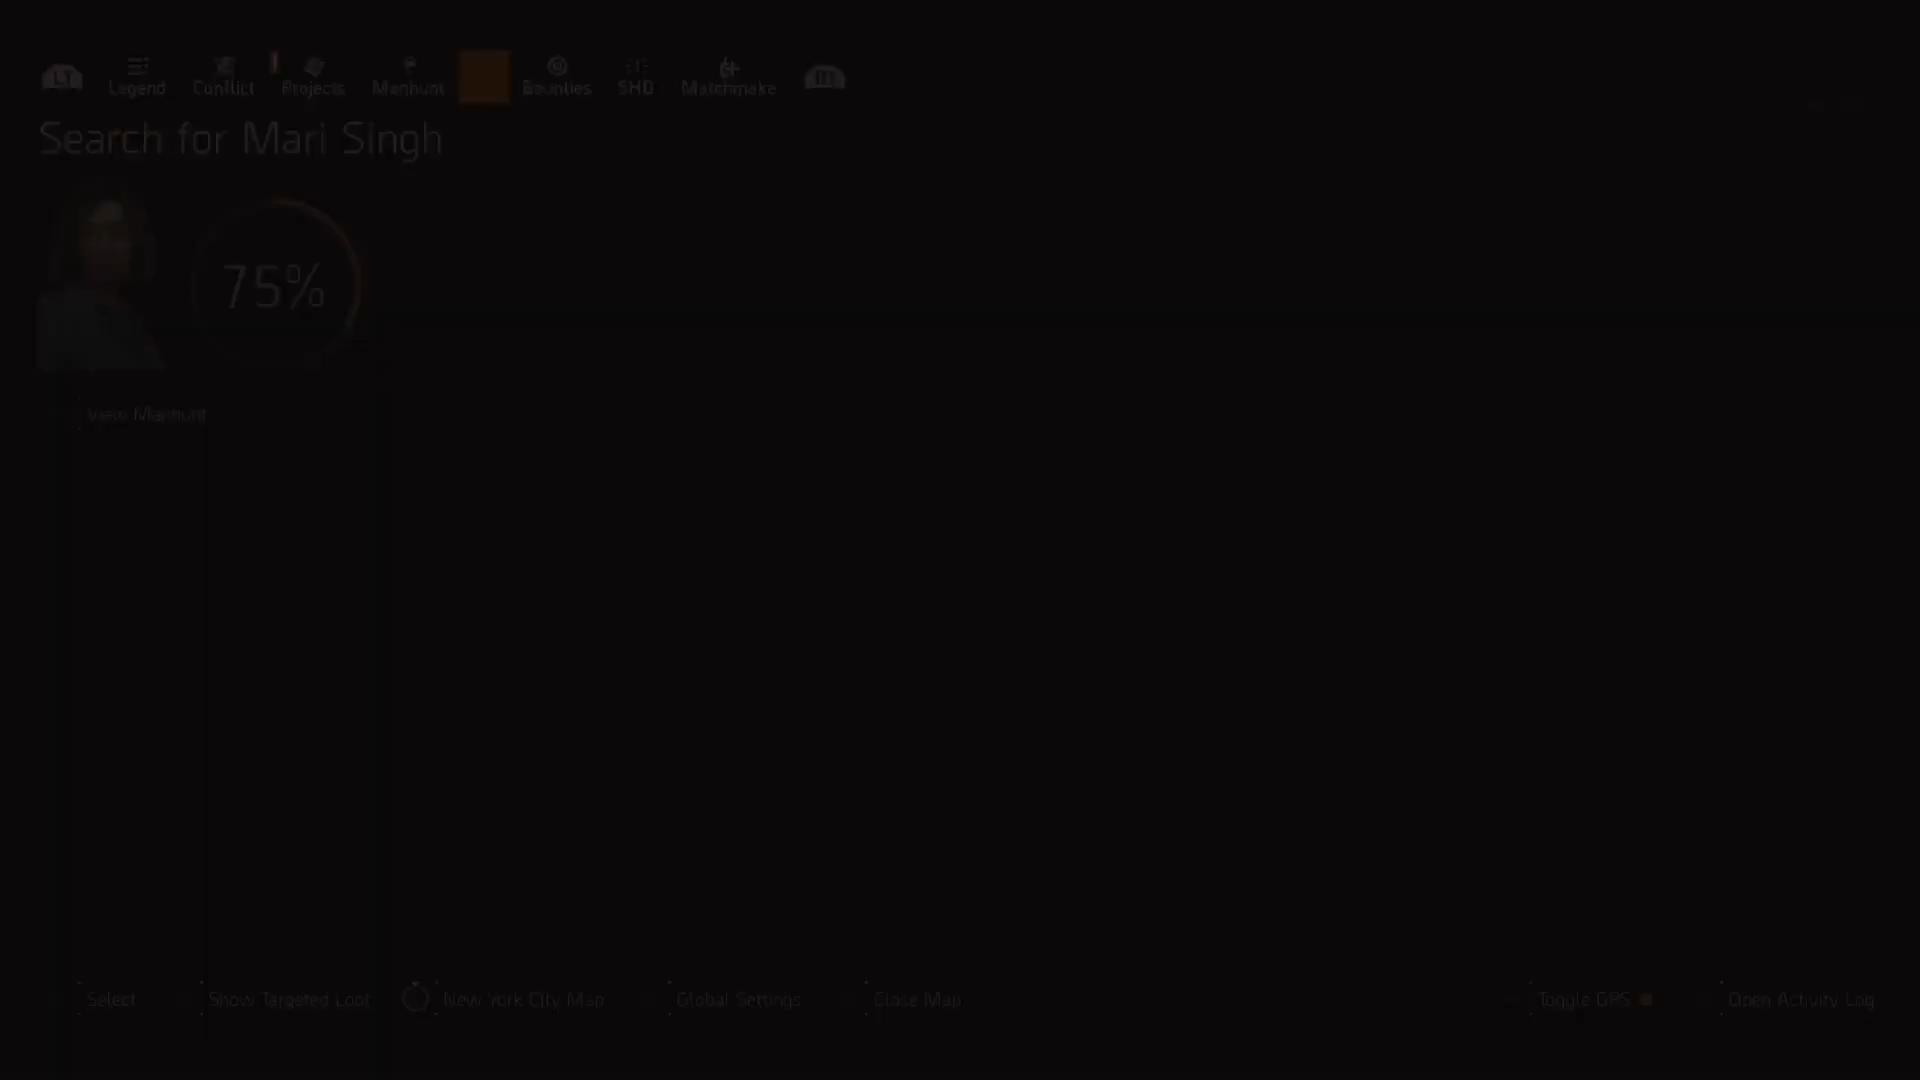 LT Legend Conflict Projects Manhunt Bounties SHD Matchmake
Search for Mari Singh
75%
View Manhunt
Select Show Targeted Loot New York City Map Global Settings Close Map Toggle GPS Open Activity Log